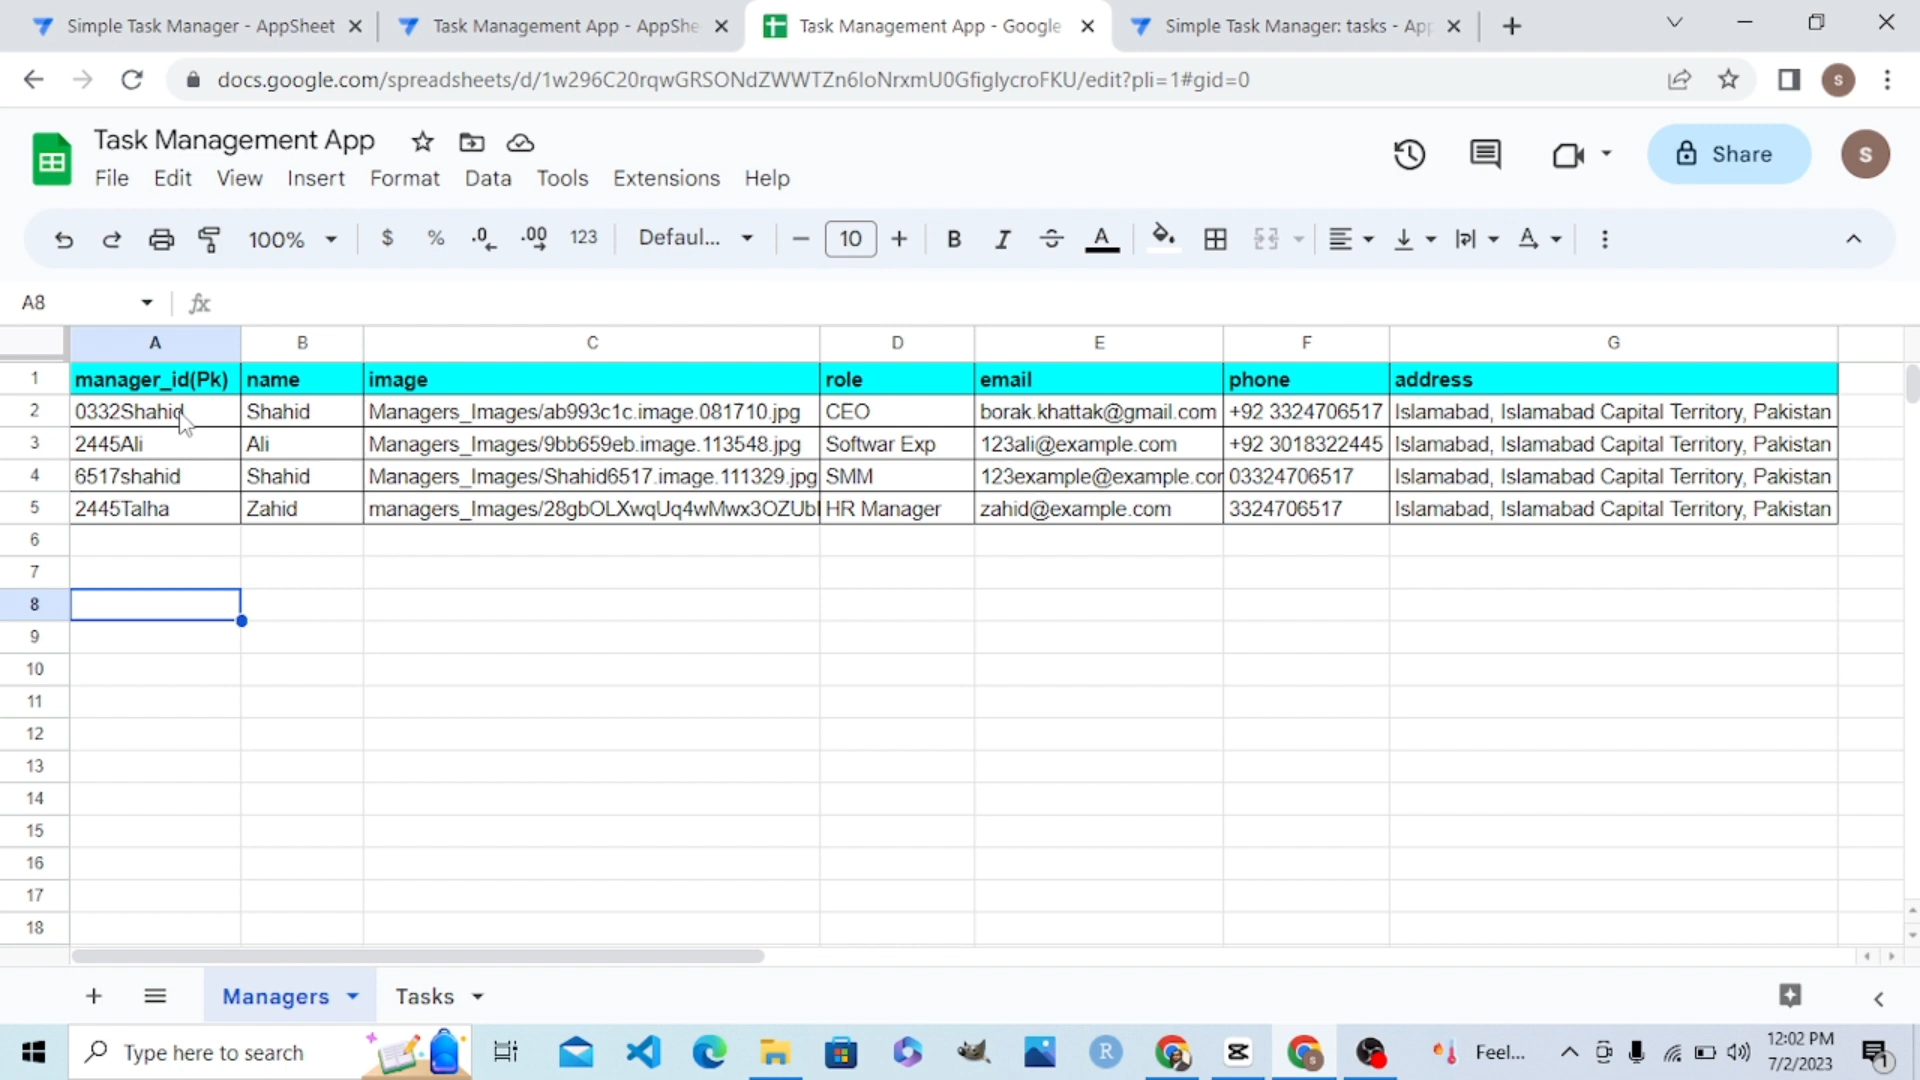 Simple Task Manager - AppSheet
Task Management App - AppShe
Task Management App - Google
Simple Task Manager: tasks - App
docs.google.com/spreadsheets/d/1w296C20rqwGRSONdZWWTZn6IoNrxmU0GfiglycroFKU/edit?pli=1#gid=0
S
Task Management App
File Edit View Insert Format Data Tools Extensions Help
Share
S
100% $ % .0 .00 123 Defaul... 10 B I A
A8 fx
A B C D E F G
1 manager_id(Pk) name image role email phone address
2 0332Shahid Shahid Managers_Images/ab993c1c.image.081710.jpg CEO borak.khattak@gmail.com +92 3324706517 Islamabad, Islamabad Capital Territory, Pakistan
3 2445Ali Ali Managers_Images/9bb659eb.image.113548.jpg Softwar Exp 123ali@example.com +92 3018322445 Islamabad, Islamabad Capital Territory, Pakistan
4 6517shahid Shahid Managers_Images/Shahid6517.image.111329.jpg SMM 123example@example.cor 03324706517 Islamabad, Islamabad Capital Territory, Pakistan
5 2445Talha Zahid managers_Images/28gbOLXwqUq4wMwx3OZUbl HR Manager zahid@example.com 3324706517 Islamabad, Islamabad Capital Territory, Pakistan
6
7
8
9
10
11
12
13
14
15
16
17
18
Managers Tasks
Type here to search
R
Feel...
12:02 PM
7/2/2023
1